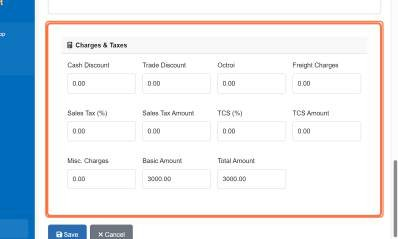 Charges & Taxes
Cash Discount Trade Discount Octroi Freight Charges
0.00 0.00 0.00 0.00
Sales Tax (%) Sales Tax Amount TCS (%) TCS Amount
0.00 0.00 0.00 0.00
Misc. Charges Basic Amount Total Amount
0.00 3000.00 3000.00
Save Cancel